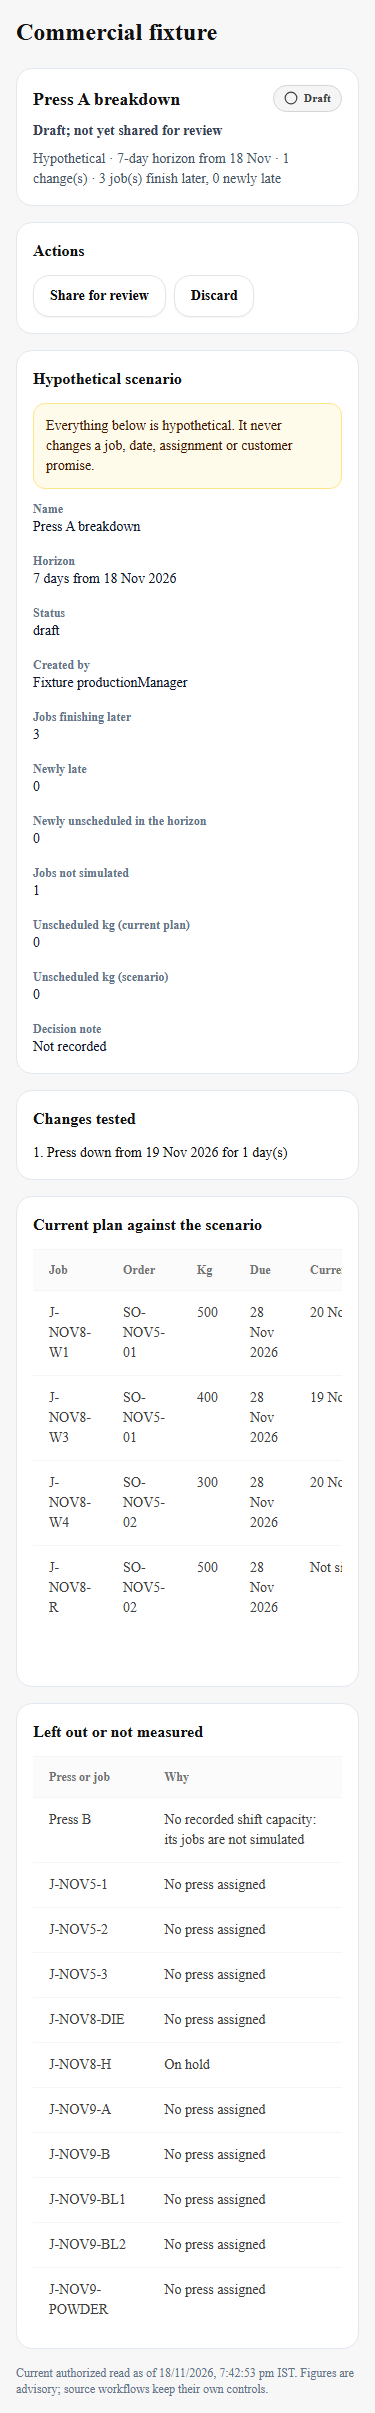 Commercial fixture
Press A breakdown
Draft
Draft; not yet shared for review
Hypothetical · 7-day horizon from 18 Nov · 1
change(s) · 3 job(s) finish later, 0 newly late
Actions
Share for review
Discard
Hypothetical scenario
Everything below is hypothetical. It never
changes a job, date, assignment or customer
promise.
Name
Press A breakdown
Horizon
7 days from 18 Nov 2026
Status
draft
Created by
Fixture productionManager
Jobs finishing later
3
Newly late
0
Newly unscheduled in the horizon
0
Jobs not simulated
1
Unscheduled kg (current plan)
0
Unscheduled kg (scenario)
0
Decision note
Not recorded
Changes tested
1. Press down from 19 Nov 2026 for 1 day(s)
Current plan against the scenario
Job Order Kg Due
J- SO- 500 28 20
NOV8- NOV5- Nov
W1 01 2026
J- SO- 400 28 19
NOV8- NOV5- Nov
W3 01 2026
J- SO- 300 28 20
NOV8- NOV5- Nov
W4 02 2026
J- SO- 500 28 Not
NOV8- NOV5- Nov
R 02 2026
Left out or not measured
Press or job Why
Press B No recorded shift capacity:
its jobs are not simulated
J-NOV5-1 No press assigned
J-NOV5-2 No press assigned
J-NOV5-3 No press assigned
J-NOV8-DIE No press assigned
J-NOV8-H On hold
J-NOV9-A No press assigned
J-NOV9-B No press assigned
J-NOV9-BL1 No press assigned
J-NOV9-BL2 No press assigned
J-NOV9- No press assigned
POWDER
Current authorized read as of 18/11/2026, 7:42:53 pm IST. Figures are
advisory; source workflows keep their own controls.